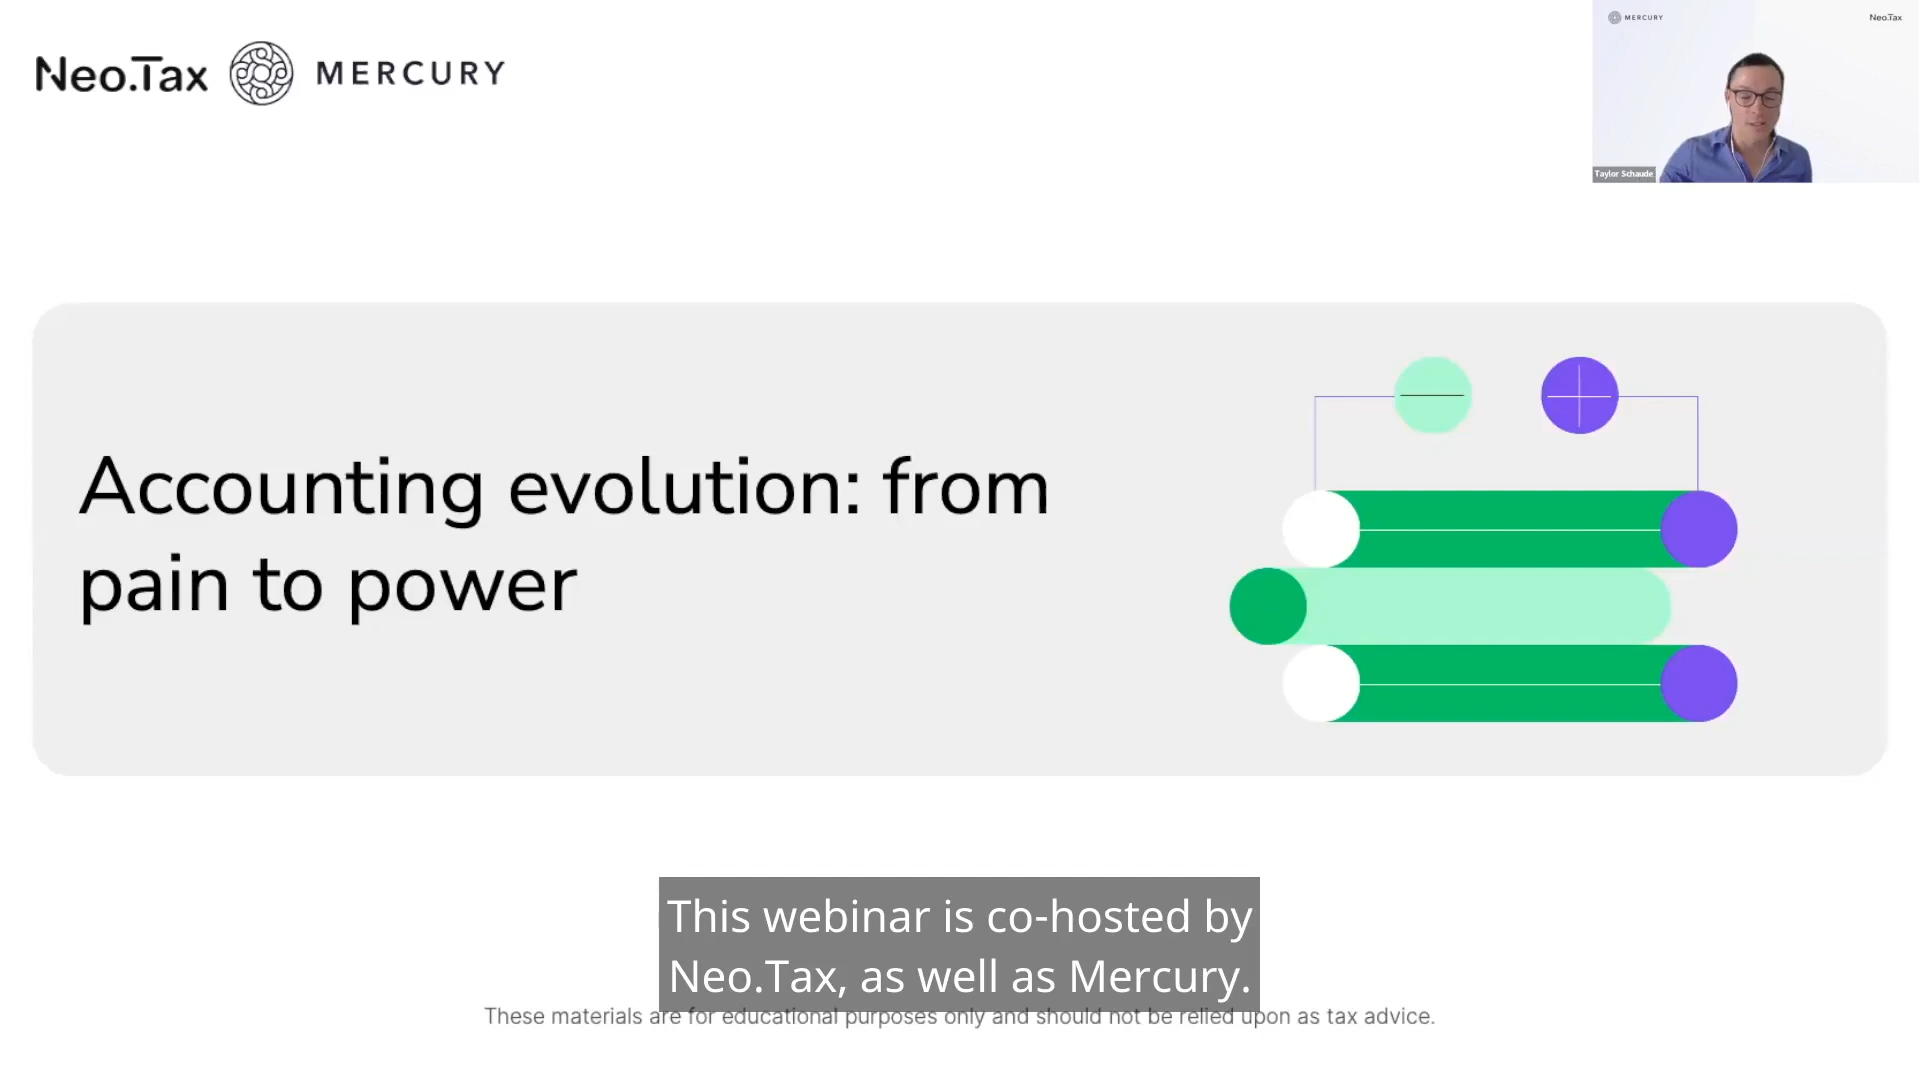 Neo.Tax MERCURY
MERCURY
Neo.Tax
Taylor Schaude
Accounting evolution: from
pain to power
This webinar is co-hosted by
Neo.Tax, as well as Mercury.
These materials are for educational purposes only and should not be relied upon as tax advice.